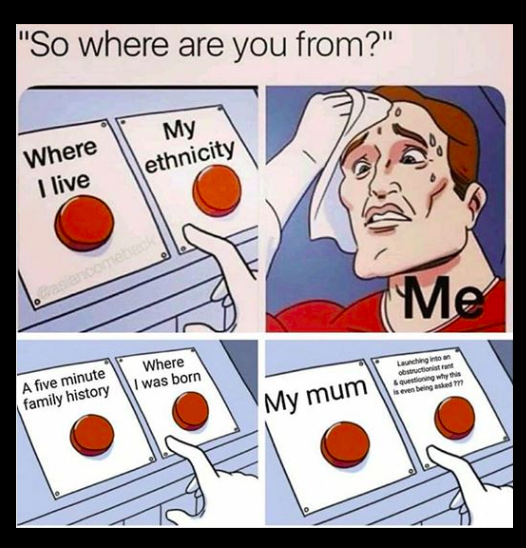 "So where are you from?"
Where
I live
My
ethnicity
@asiancomeback
Me
A five minute
family history
Where
I was born
My mum
Launching into an
obstructionist rant
& questioning why this
is even being asked ???